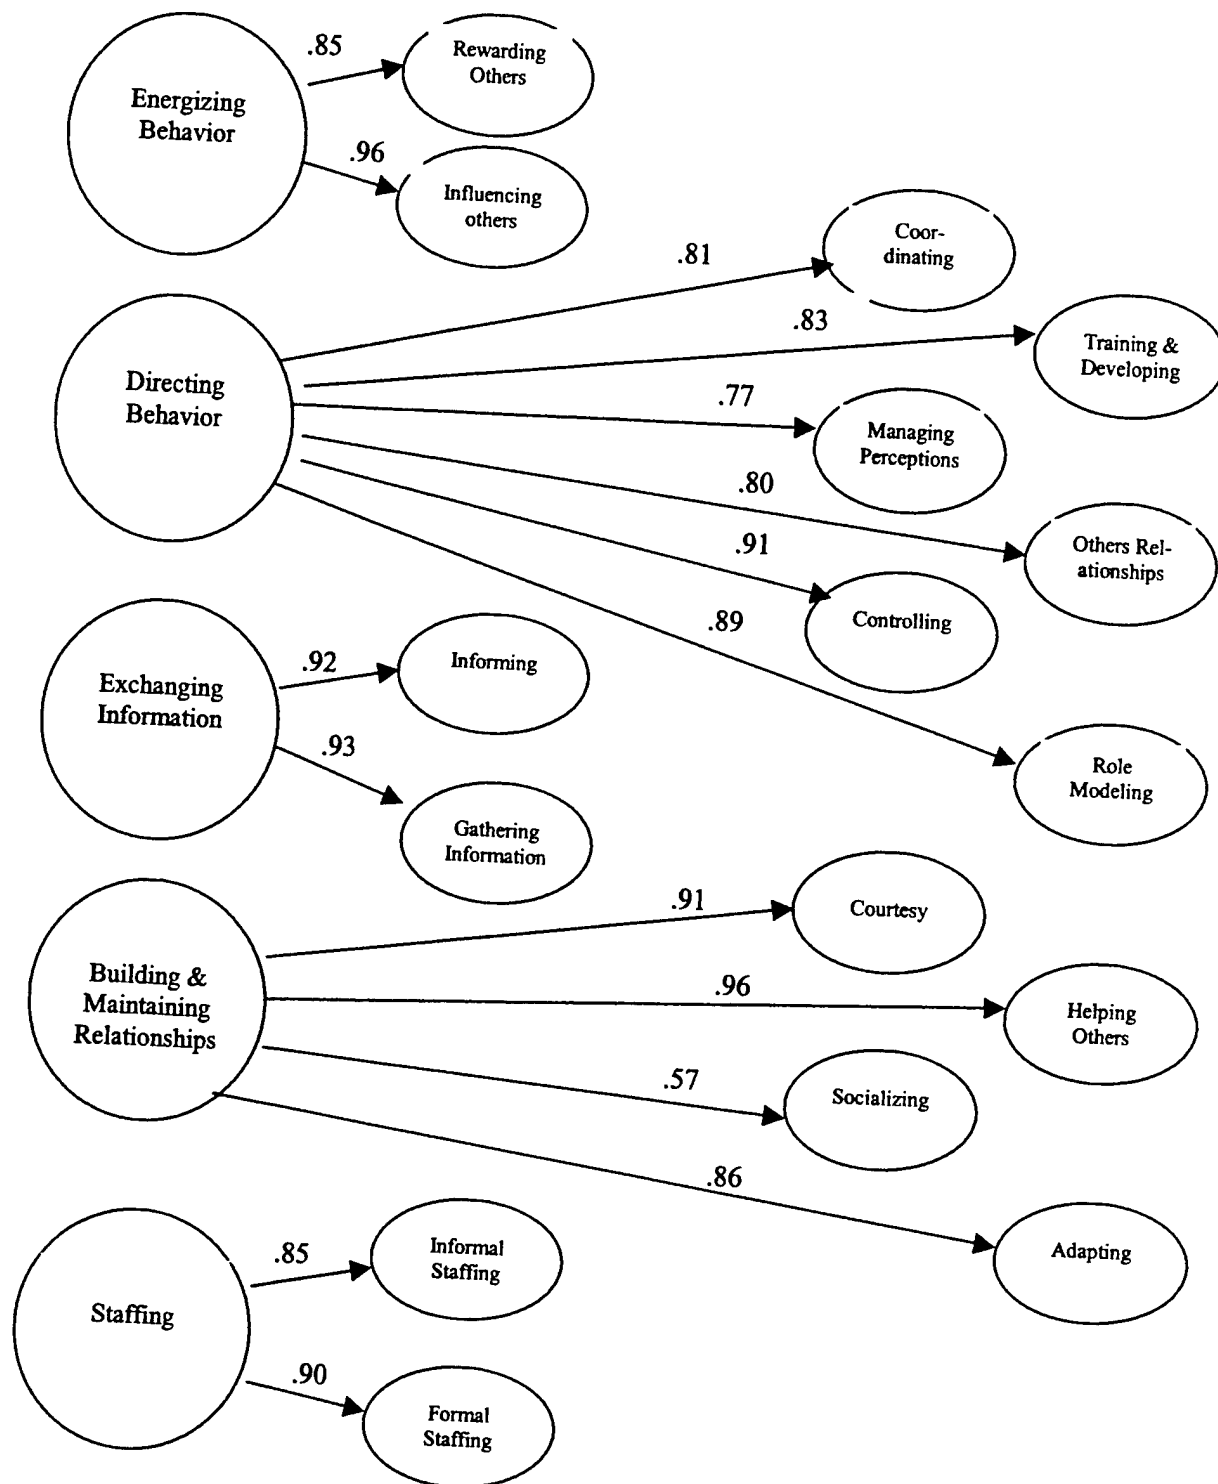 .85
Rewarding
Others
Energizing
Behavior
.96
Influencing
others
Coor-
dinating
.81
.83
Training &
Developing
Directing
Behavior
.77
Managing
Perceptions
.80
Others Rel-
ationships
.91
Controlling
.89
Role
Modeling
Exchanging
Information
.92
Informing
.93
Gathering
Information
.91
Courtesy
Building &
Maintaining
Relationships
.96
Helping
Others
.57
Socializing
.86
Adapting
Staffing
.85
Informal
Staffing
.90
Formal
Staffing